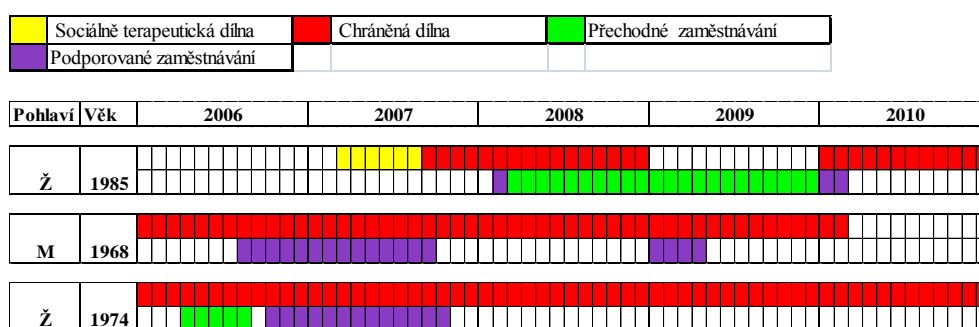 Sociálně terapeutická dílna Chráněná dílna Přechodné zaměstnávání
Podporované zaměstnávání
Pohlaví Věk 2006 2007 2008 2009 2010
Ž 1985
M 1968
Ž 1974